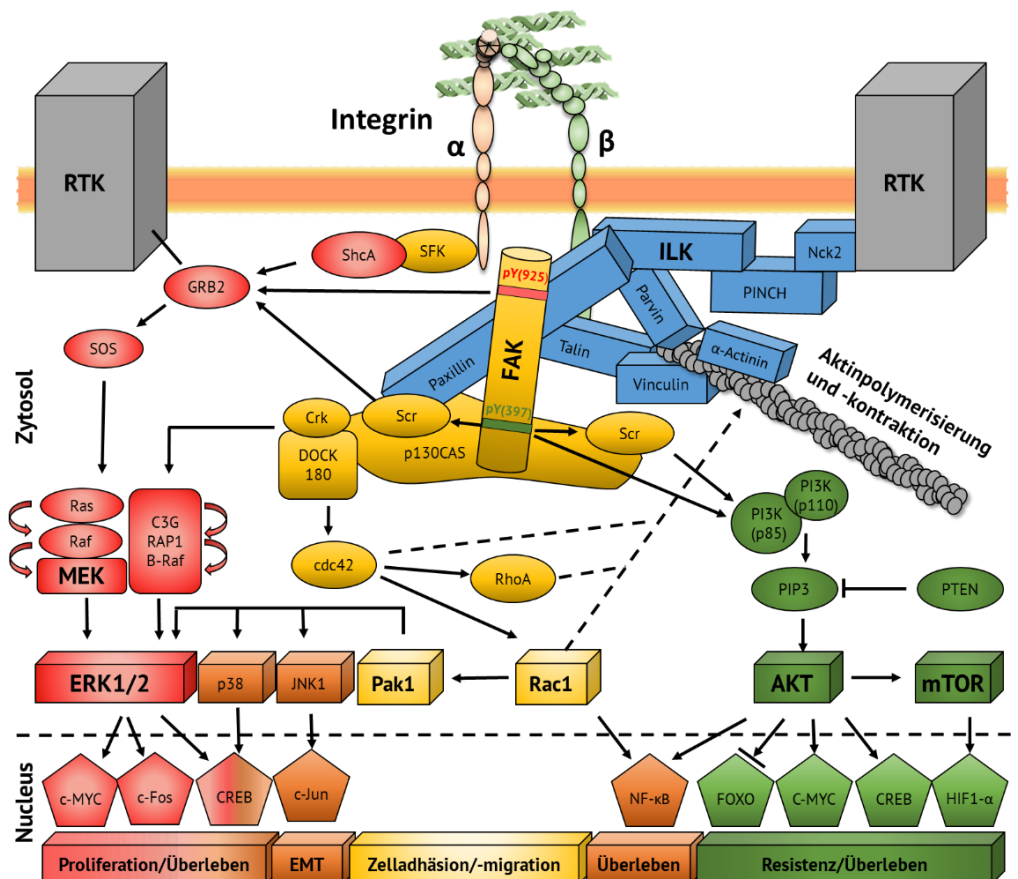 Integrin
α
β
RTK
RTK
ShcA
SFK
ILK
Nck2
GRB2
pY(925)
PINCH
Parvin
SOS
Talin
α-Actinin
Paxillin
FAK
Vinculin
Aktinpolymerisierung
und -kontraktion
Zytosol
Crk
Scr
pY(397)
Scr
DOCK
180
p130CAS
Ras
Raf
MEK
C3G
RAP1
B-Raf
PI3K
(p110)
PI3K
(p85)
cdc42
RhoA
PIP3
PTEN
ERK1/2
p38
JNK1
Pak1
Rac1
AKT
mTOR
Nucleus
c-MYC
c-Fos
CREB
c-Jun
NF-κB
FOXO
C-MYC
CREB
HIF1-α
Proliferation/Überleben
EMT
Zelladhäsion/-migration
Überleben
Resistenz/Überleben